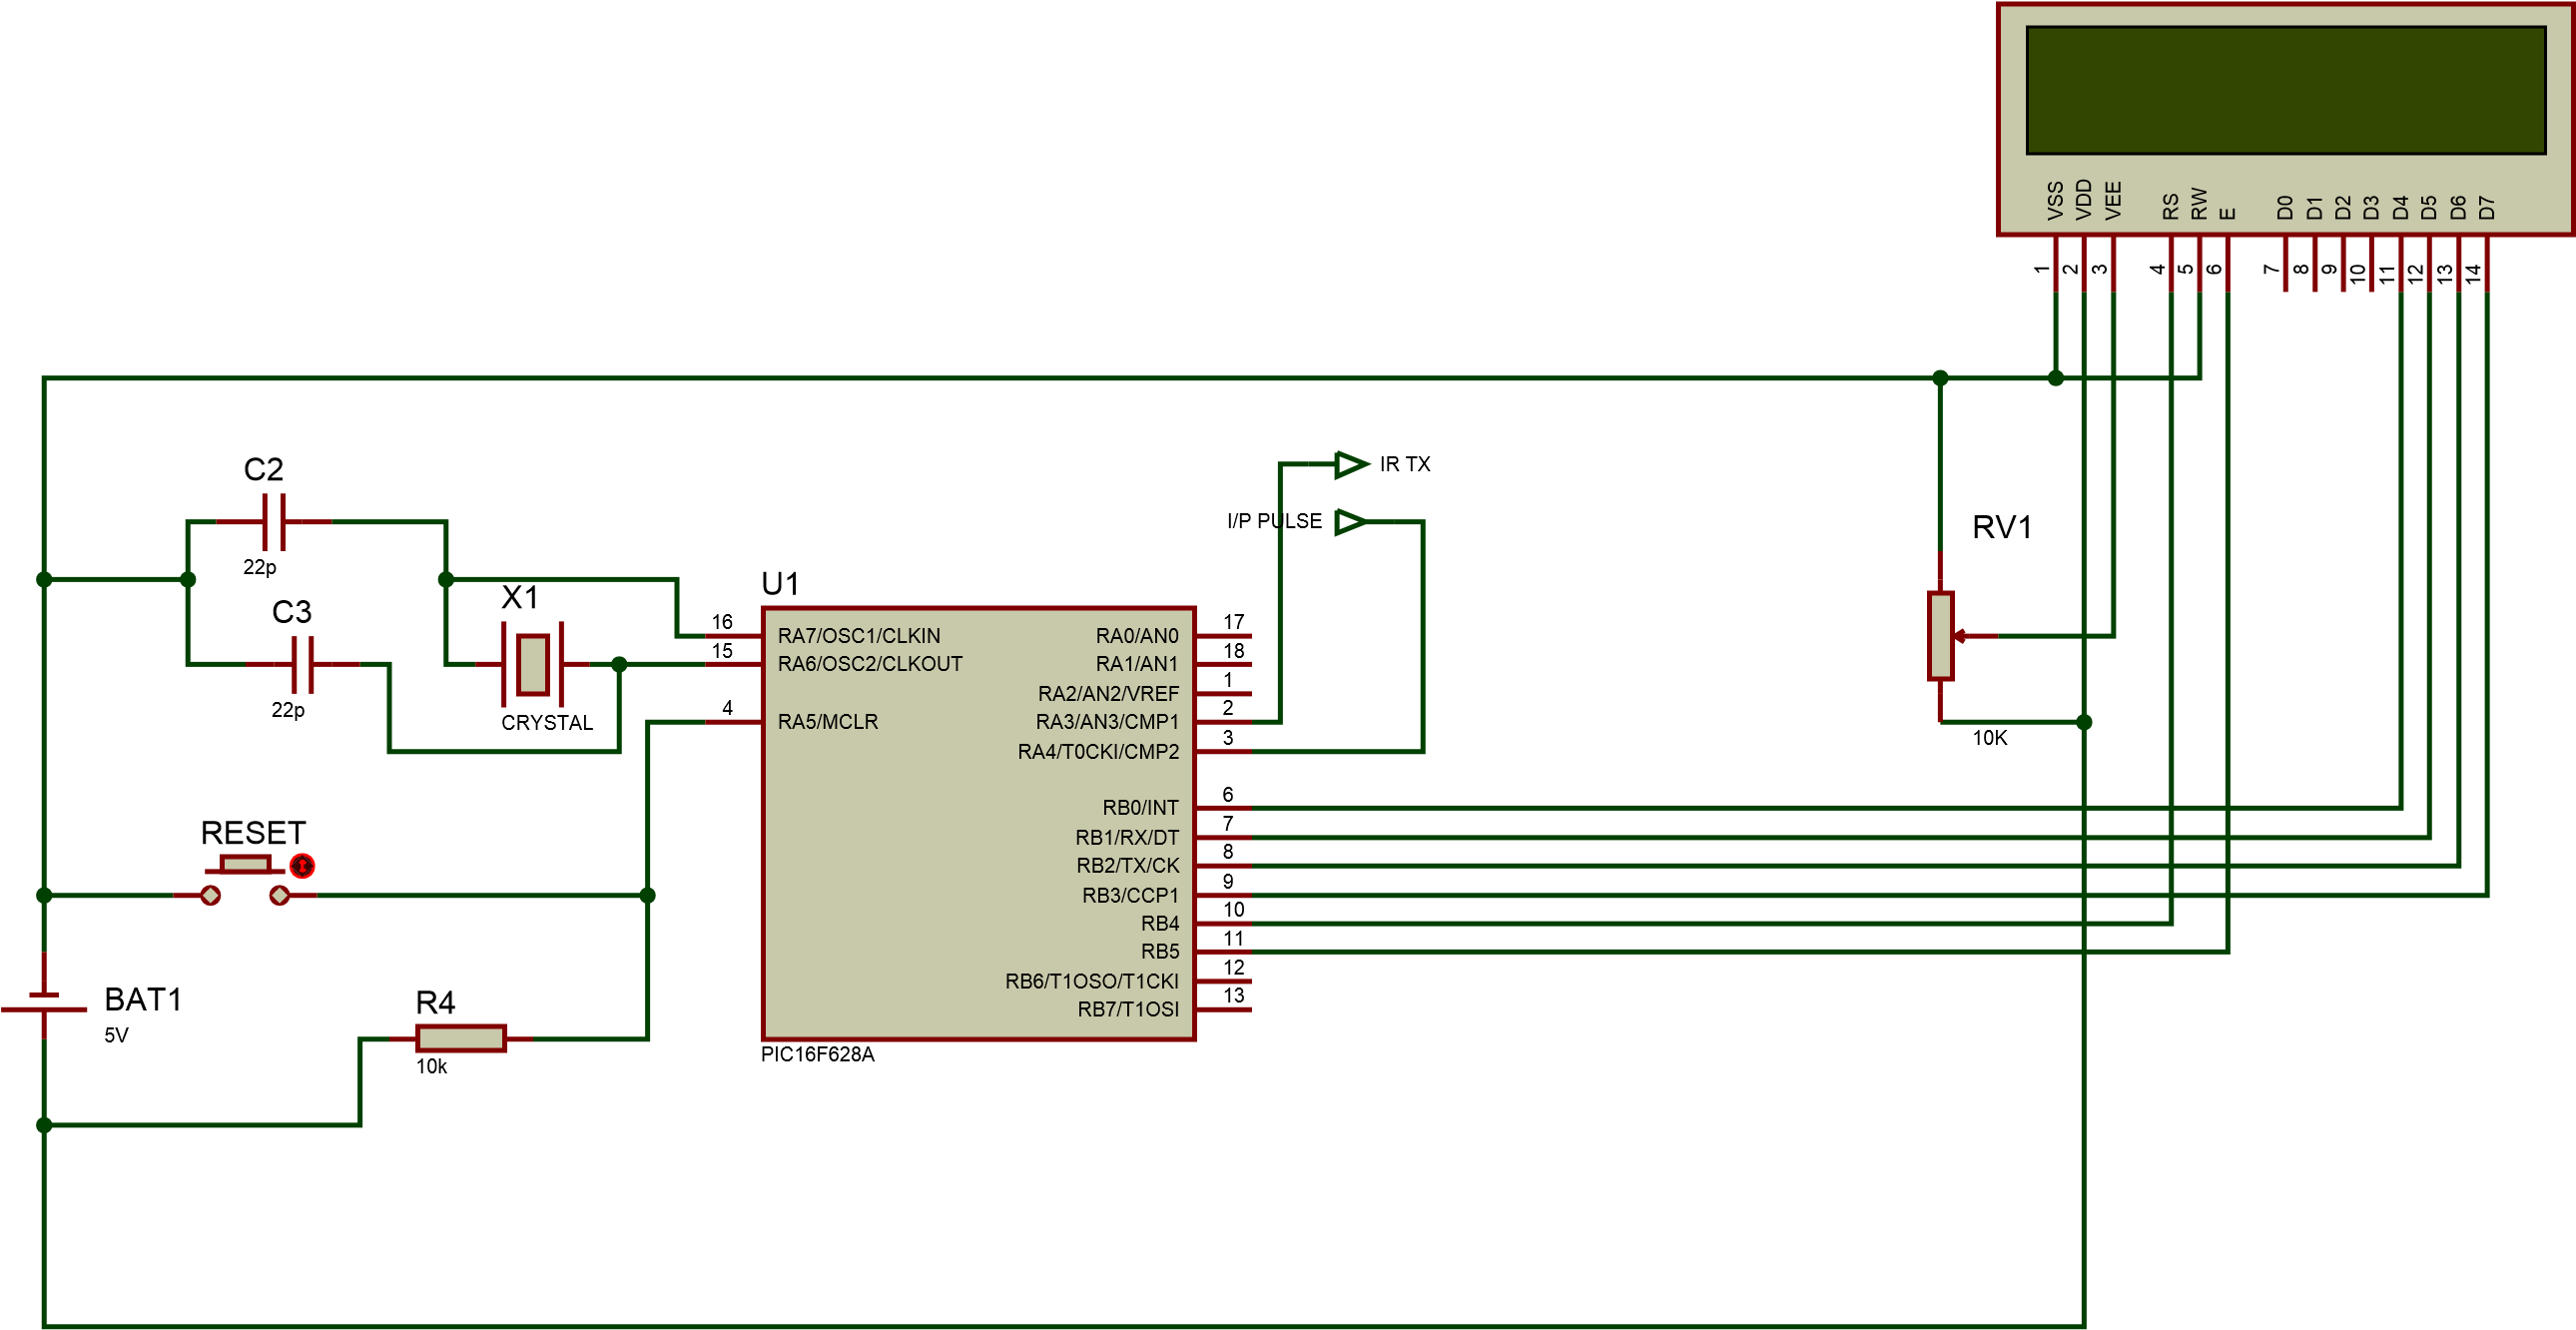 VSS
VDD
VEE
RS
RW
E
D0
D1
D2
D3
D4
D5
D6
D7
1
2
3
4
5
6
7
8
9
10
11
12
13
14
C2
22p
C3
22p
X1
CRYSTAL
IR TX
I/P PULSE
RV1
10K
U1
16
RA7/OSC1/CLKIN
15
RA6/OSC2/CLKOUT
4
RA5/MCLR
RA0/AN0
17
RA1/AN1
18
RA2/AN2/VREF
1
RA3/AN3/CMP1
2
RA4/T0CKI/CMP2
3
RB0/INT
6
RB1/RX/DT
7
RB2/TX/CK
8
RB3/CCP1
9
RB4
10
RB5
11
RB6/T1OSO/T1CKI
12
RB7/T1OSI
13
PIC16F628A
RESET
BAT1
5V
R4
10k